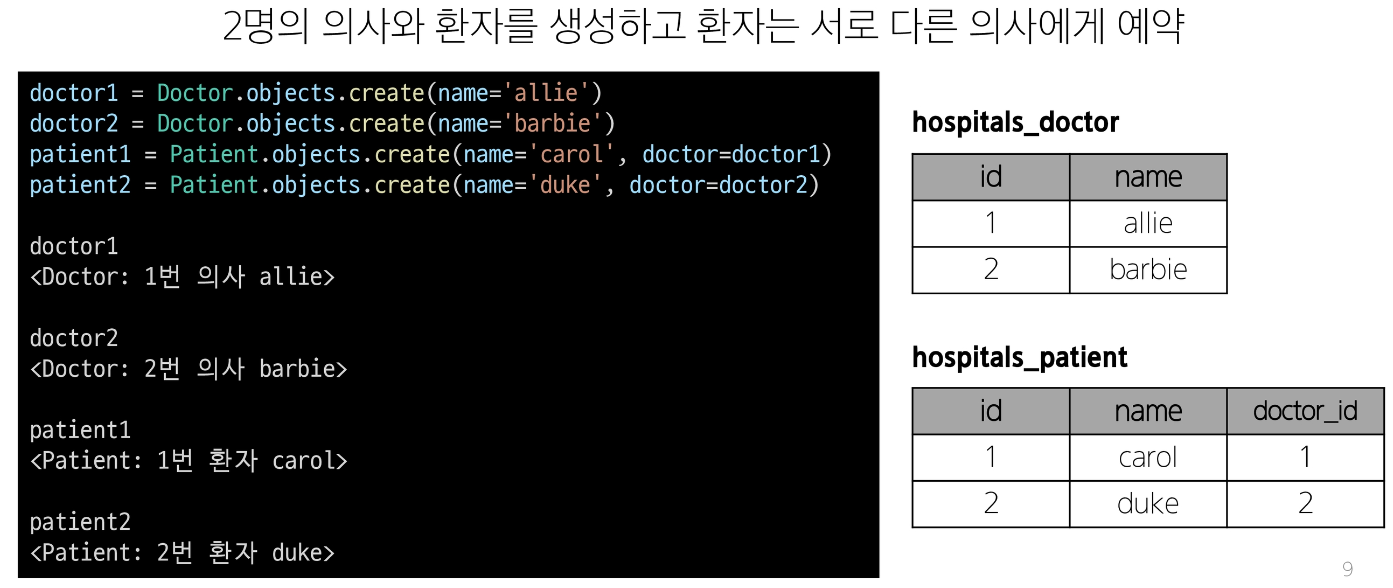 2명의 의사와 환자를 생성하고 환자는 서로 다른 의사에게 예약
doctor1 = Doctor.objects.create(name='allie')
doctor2 = Doctor.objects.create(name='barbie')
patient1 = Patient.objects.create(name='carol', doctor=doctor1)
patient2 = Patient.objects.create(name='duke', doctor=doctor2)
doctor1
<Doctor: 1번 의사 allie>
doctor2
<Doctor: 2번 의사 barbie>
patient1
<Patient: 1번 환자 carol>
patient2
<Patient: 2번 환자 duke>
hospitals_doctor
id name
1 allie
2 barbie
hospitals_patient
id name doctor_id
1 carol 1
2 duke 2
9